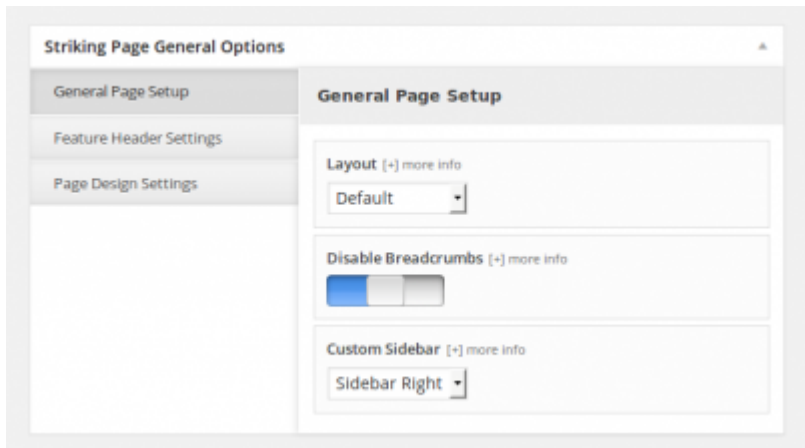 Striking Page General Options
General Page Setup
Feature Header Settings
Page Design Settings
General Page Setup
Layout [+] more info
Default
Disable Breadcrumbs [+] more info
Custom Sidebar [+] more info
Sidebar Right